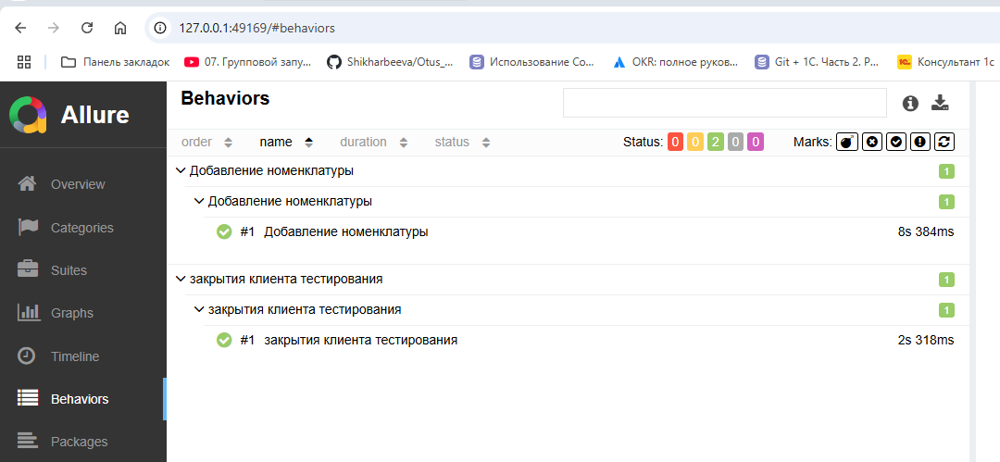 127.0.0.1:49169/#behaviors
Панель закладок
07. Групповой запу...
Shikharbeeva/Otus_...
Использование Co...
OKR: полное руков...
Git + 1C. Часть 2. P...
Консультант 1с
Allure
Overview
Categories
Suites
Graphs
Timeline
Behaviors
Packages
Behaviors
order name duration status Status: 0 0 2 0 0 Marks:
Добавление номенклатуры 1
Добавление номенклатуры 1
#1 Добавление номенклатуры 8s 384ms
закрытия клиента тестирования 1
закрытия клиента тестирования 1
#1 закрытия клиента тестирования 2s 318ms